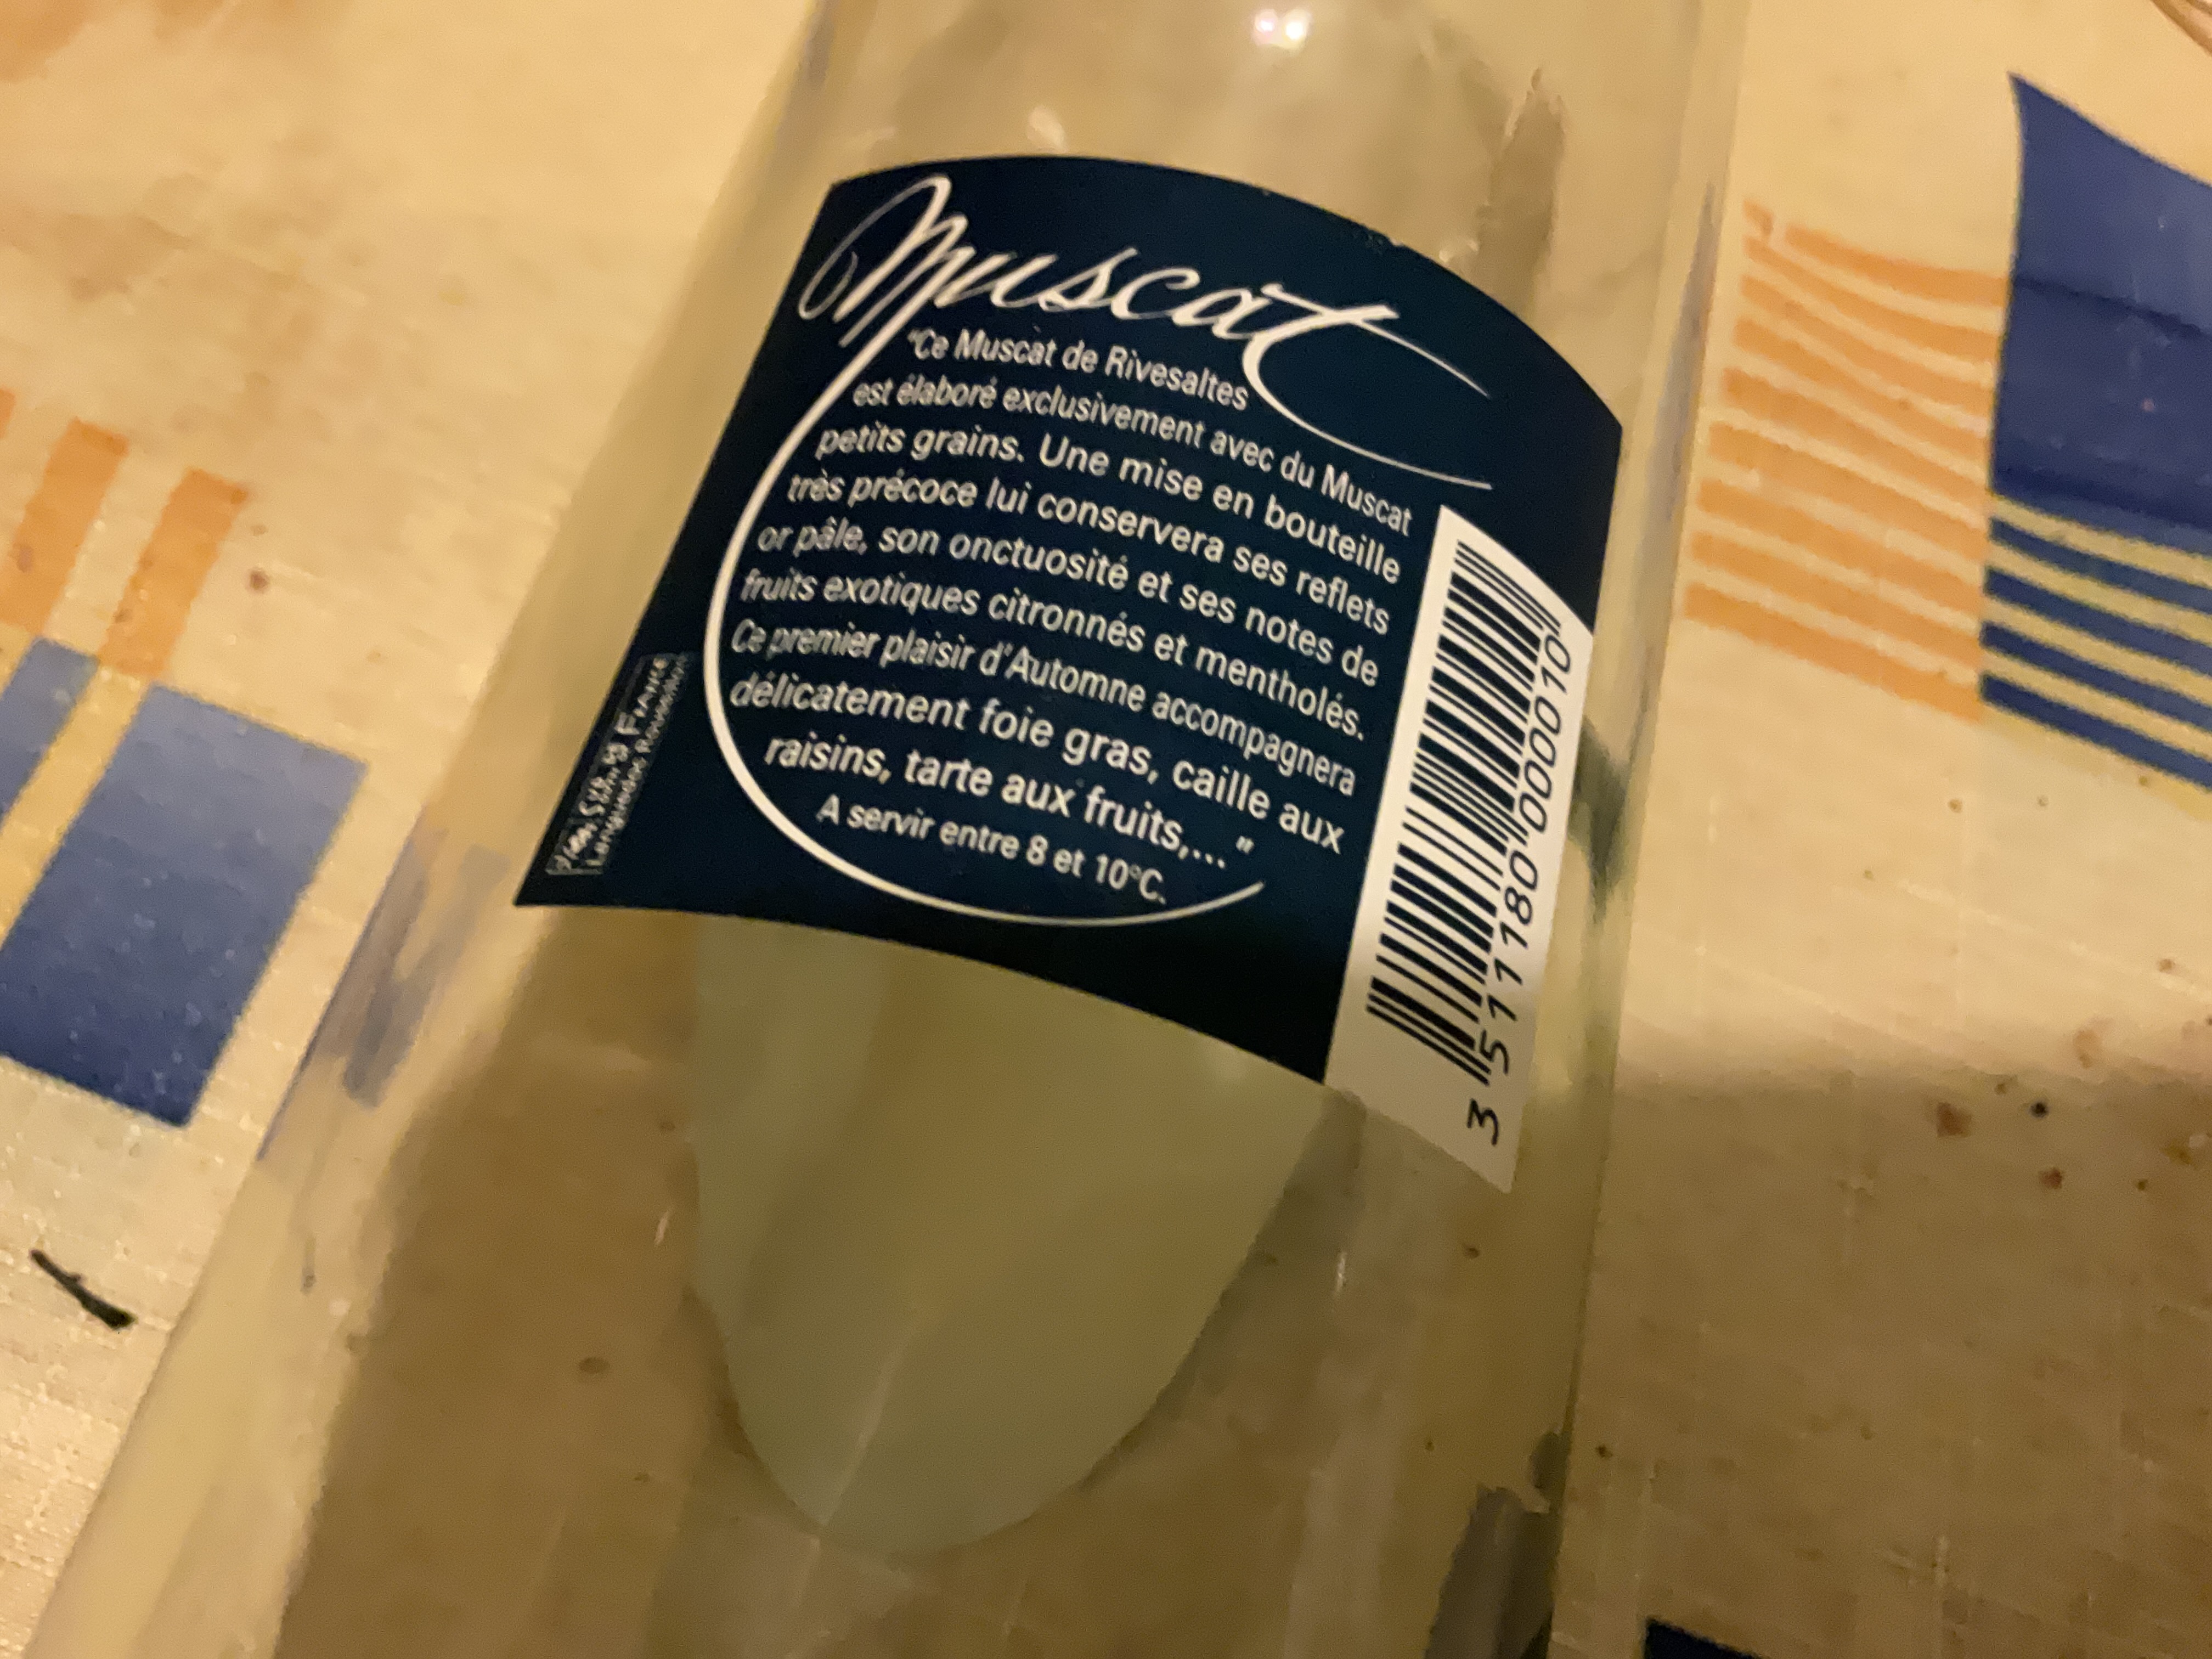 Muscat
"Ce Muscat de Rivesaltes
est élaboré exclusivement avec du Muscat
petits grains. Une mise en bouteille
très précoce lui conservera ses reflets
or pâle, son onctuosité et ses notes de
fruits exotiques citronnés et mentholés.
Ce premier plaisir d'Automne accompagnera
délicatement foie gras, caille aux
raisins, tarte aux fruits,... "
A servir entre 8 et 10°C.
3 511180 000010
Languedoc Roussillon